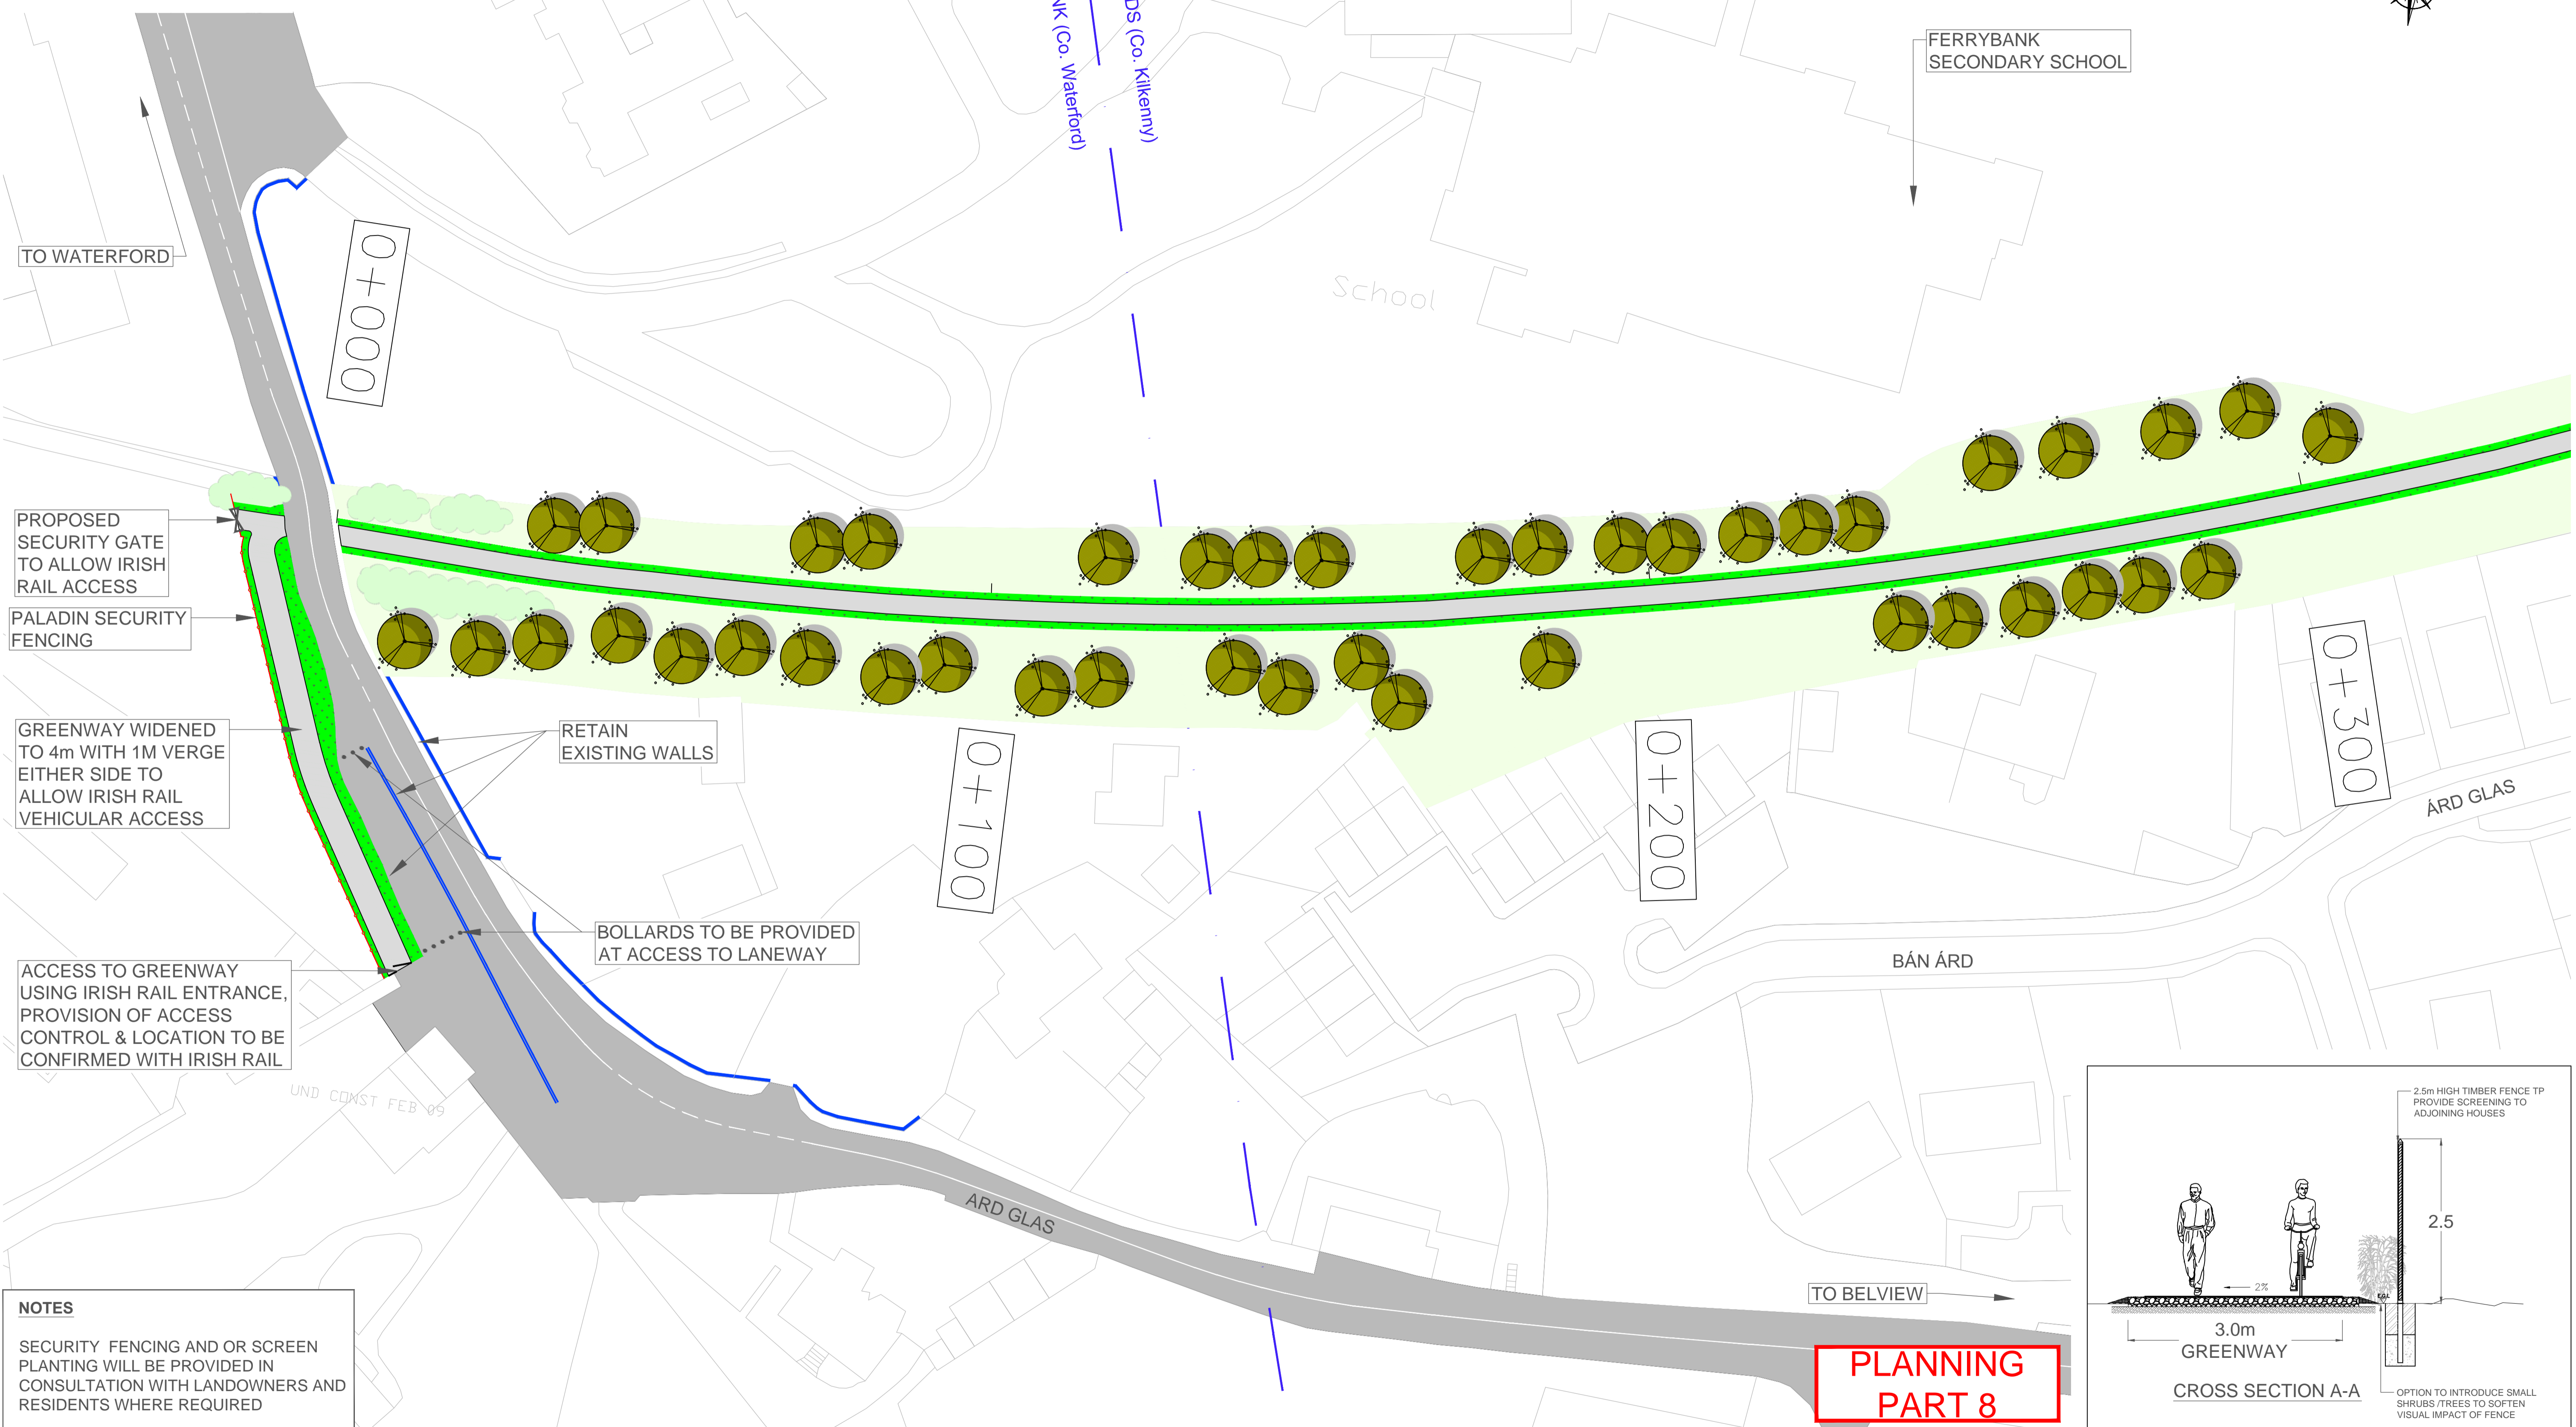 NK (Co. Waterford)
DS (Co. Kilkenny)
FERRYBANK
SECONDARY SCHOOL
TO WATERFORD
0+000
School
PROPOSED
SECURITY GATE
TO ALLOW IRISH
RAIL ACCESS
PALADIN SECURITY
FENCING
GREENWAY WIDENED
TO 4m WITH 1M VERGE
EITHER SIDE TO
ALLOW IRISH RAIL
VEHICULAR ACCESS
RETAIN
EXISTING WALLS
0+100
0+200
0+300
ÁRD GLAS
BOLLARDS TO BE PROVIDED
AT ACCESS TO LANEWAY
BÁN ÁRD
ACCESS TO GREENWAY
USING IRISH RAIL ENTRANCE,
PROVISION OF ACCESS
CONTROL & LOCATION TO BE
CONFIRMED WITH IRISH RAIL
UND CONST FEB 09
ARD GLAS
TO BELVIEW
NOTES
SECURITY FENCING AND OR SCREEN
PLANTING WILL BE PROVIDED IN
CONSULTATION WITH LANDOWNERS AND
RESIDENTS WHERE REQUIRED
PLANNING
PART 8
2.5m HIGH TIMBER FENCE TP
PROVIDE SCREENING TO
ADJOINING HOUSES
2.5
2%
EGL
3.0m
GREENWAY
CROSS SECTION A-A
OPTION TO INTRODUCE SMALL
SHRUBS /TREES TO SOFTEN
VISUAL IMPACT OF FENCE